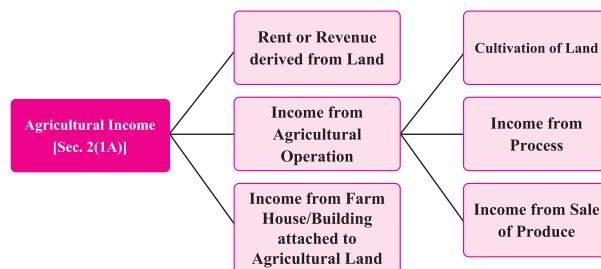 Agricultural Income
[Sec. 2(1A)]
Rent or Revenue
derived from Land
Income from
Agricultural
Operation
Income from Farm
House/Building
attached to
Agricultural Land
Cultivation of Land
Income from
Process
Income from Sale
of Produce